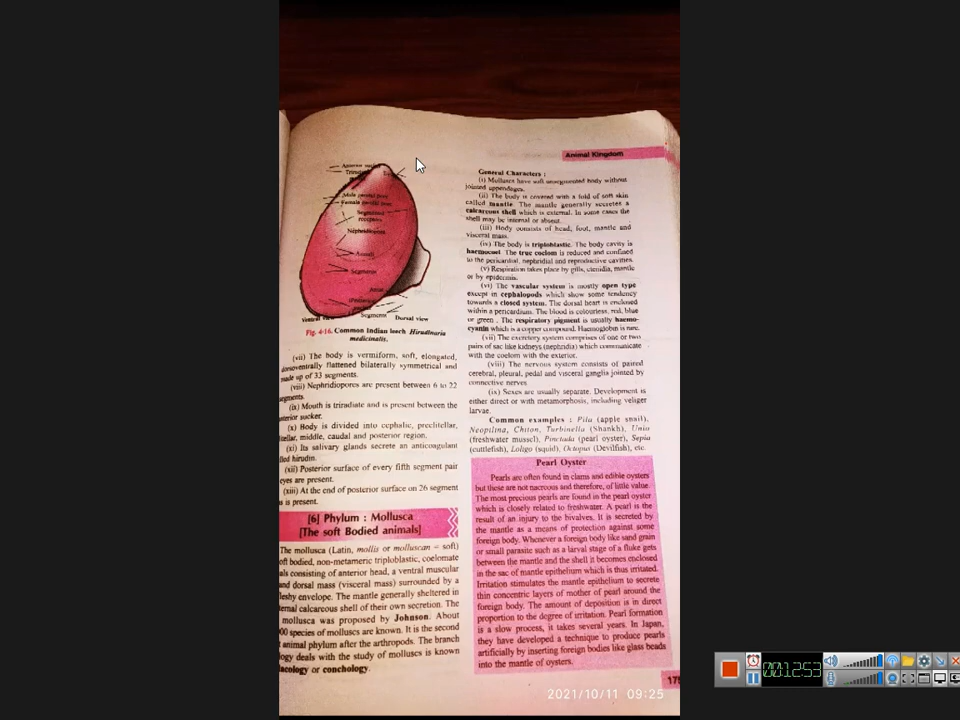 Animal Kingdom
Nephridiopores
Annuli
Segments
Anus
Segments Dorsal view
Fig. 4·16. Common Indian leech Hirudinaria
medicinalis.
(vii) The body is vermiform, soft, elongated,
dorsoventrally flattened bilaterally symmetrical and
made up of 33 segments.
(viii) Nephridiopores are present between 6 to 22
(ix) Mouth is triradiate and is present between the
sucker.
(x) Body is divided into cephalic, preclitellar,
middle, caudal and posterior region.
(xi) Its salivary glands secrete an anticoagulant
hirudin.
(xii) Posterior surface of every fifth segment pair
eyes are present.
(xiii) At the end of posterior surface on 26 segment
is present.
[6] Phylum : Mollusca
[The soft Bodied animals]
The mollusca (Latin, mollis or molluscan = soft)
bodied, non-metameric triploblastic, coelomate
consisting of anterior head, a ventral muscular
and dorsal mass (visceral mass) surrounded by a
envelope. The mantle generally sheltered in
calcareous shell of their own secretion. The
mollusca was proposed by Johnson. About
species of molluscs are known. It is the second
animal phylum after the arthropods. The branch
deals with the study of molluscs is known
or conchology.
General Characters :
(i) Molluscs have soft unsegmented body without
jointed appendages.
(ii) The body is covered with a fold of soft skin
called mantle. The mantle generally secretes a
calcareous shell which is external. In some cases the
shell may be internal or absent.
(iii) Body consists of head, foot, mantle and
visceral mass.
(iv) The body is triploblastic. The body cavity is
haemocoel. The true coelom is reduced and confined
to the pericardial, nephridial and reproductive cavities.
(v) Respiration takes place by gills, ctenidia, mantle
or by epidermis.
(vi) The vascular system is mostly open type
except in cephalopods which show some tendency
towards a closed system. The dorsal heart is enclosed
within a pericardium. The blood is colourless, red, blue
or green . The respiratory pigment is usually haemo-
cyanin which is a copper compound. Haemoglobin is rare.
(vii) The excretory system comprises of one or two
pairs of sac like kidneys (nephridia) which communicate
with the coelom with the exterior.
(viii) The nervous system consists of paired
cerebral, pleural, pedal and visceral ganglia jointed by
connective nerves
(ix) Sexes are usually separate. Development is
either direct or with metamorphosis, including veliger
larvae.
Common examples : Pila (apple snail),
Neopilina, Chiton, Turbinella (Shankh), Unio
(freshwater mussel), Pinctada (pearl oyster), Sepia
(cuttlefish), Loligo (squid), Octopus (Devilfish), etc.
Pearl Oyster
Pearls are often found in clams and edible oysters
but these are not nacreous and therefore, of little value.
The most precious pearls are found in the pearl oyster
which is closely related to freshwater. A pearl is the
result of an injury to the bivalves. It is secreted by
the mantle as a means of protection against some
foreign body. Whenever a foreign body like sand grain
or small parasite such as a larval stage of a fluke gets
between the mantle and the shell it becomes enclosed
in the sac of mantle epithelium which is thus irritated.
Irritation stimulates the mantle epithelium to secrete
thin concentric layers of mother of pearl around the
foreign body. The amount of deposition is in direct
proportion to the degree of irritation. Pearl formation
is a slow process, it takes several years. In Japan,
they have developed a technique to produce pearls
artificially by inserting foreign bodies like glass beads
into the mantle of oysters.
2021/10/11 09:25
00:12:53